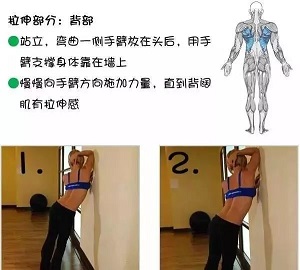 拉伸部分：背部
●站立，弯曲一侧手臂放在头后，用手
臂支撑身体靠在墙上
●慢慢向手臂方向施加力量，直到背阔
肌有拉伸感
1.
2.